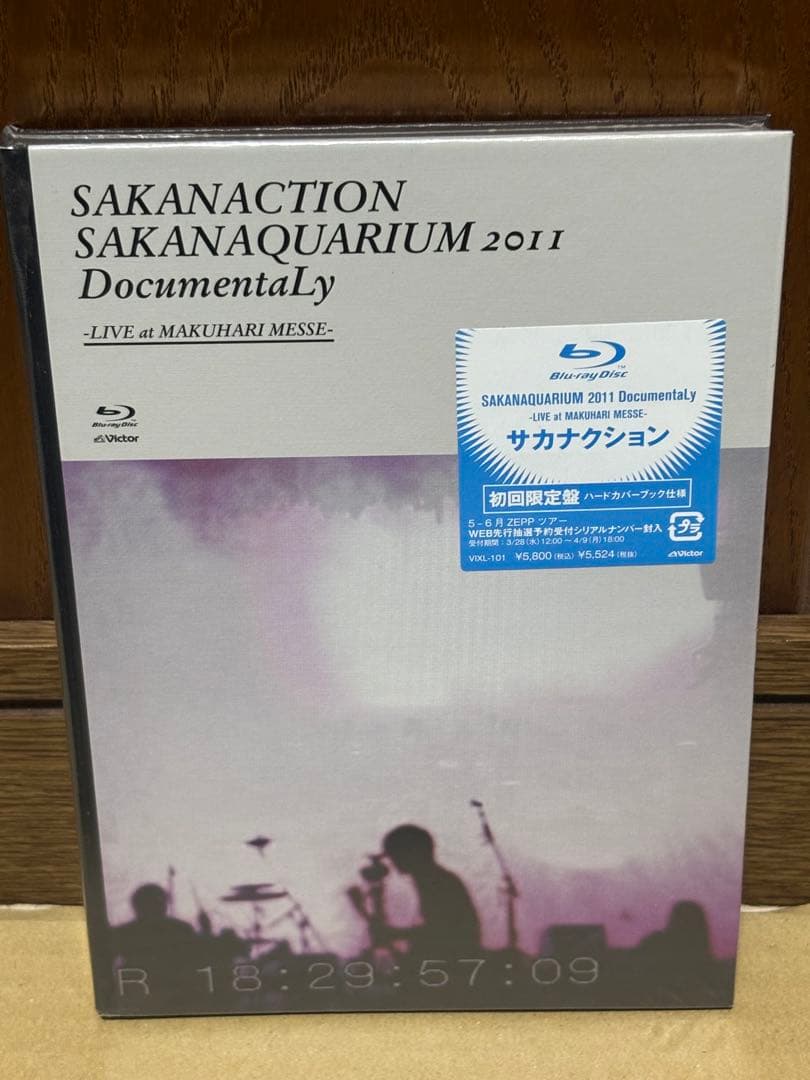 SAKANACTION
SAKANAQUARIUM 2011
DocumentaLy
-LIVE at MAKUHARI MESSE-
Blu-ray Disc
Victor
Blu-ray Disc™
SAKANAQUARIUM 2011 DocumentaLy
-LIVE at MAKUHARI MESSE-
サカナクション
初回限定盤 ハードカバーブック仕様
5-6月 ZEPP ツアー
WEB先行抽選予約受付シリアルナンバー封入
受付期間:3/28(水)12:00~4/9(月)18:00
プラ
VIXL-101 ¥5,800(税込) ¥5,524(税抜) Victor
R 18:29:57:09